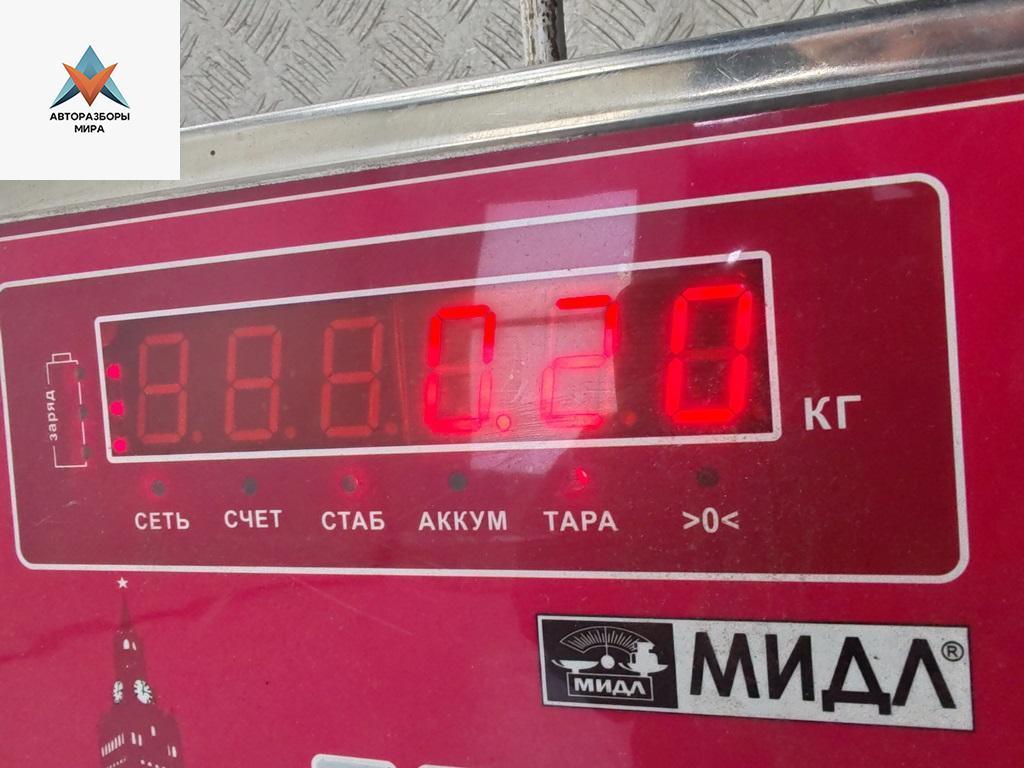 АВТОРАЗБОРЫ
МИРА
заряд
0.20
КГ
СЕТЬ СЧЕТ СТАБ АККУМ ТАРА >0<
МИДЛ
МИДЛ®